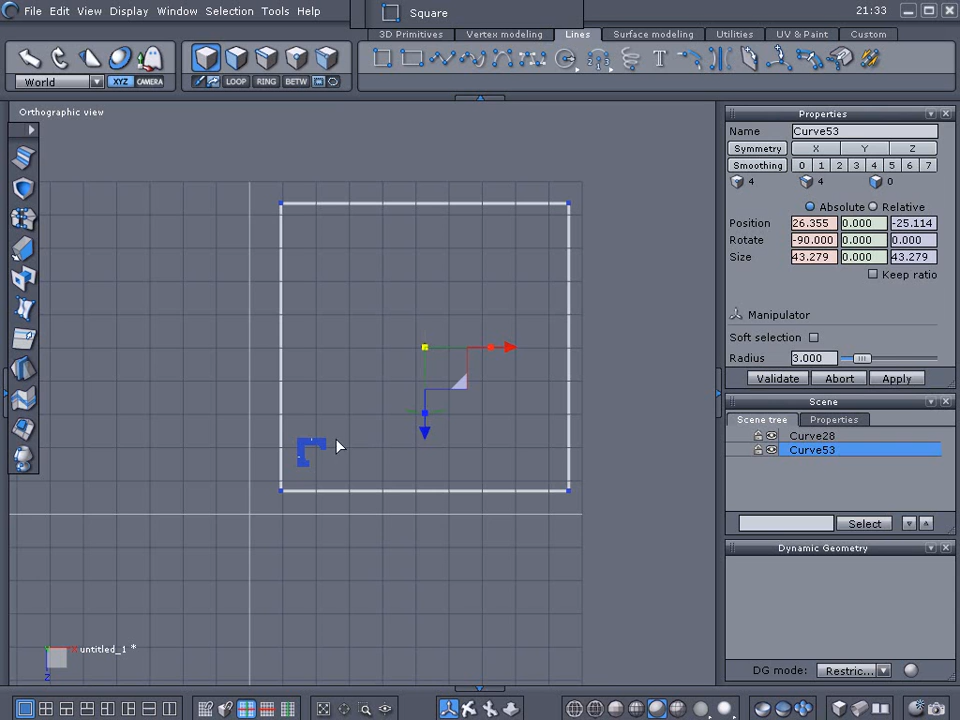 File Edit View Display Window Selection Tools Help
Square
21:33
3D Primitives Vertex modeling Lines Surface modeling Utilities UV & Paint Custom
World XYZ CAMERA
LOOP RING BETW
Orthographic view
Properties
Name Curve53
Symmetry X Y Z
Smoothing 0 1 2 3 4 5 6 7
4 4 0
Absolute Relative
Position 26.355 0.000 -25.114
Rotate -90.000 0.000 0.000
Size 43.279 0.000 43.279
Keep ratio
Manipulator
Soft selection
Radius 3.000
Validate Abort Apply
Scene
Scene tree Properties
Curve28
Curve53
Select
Dynamic Geometry
untitled_1 *
Z
DG mode: Restric...